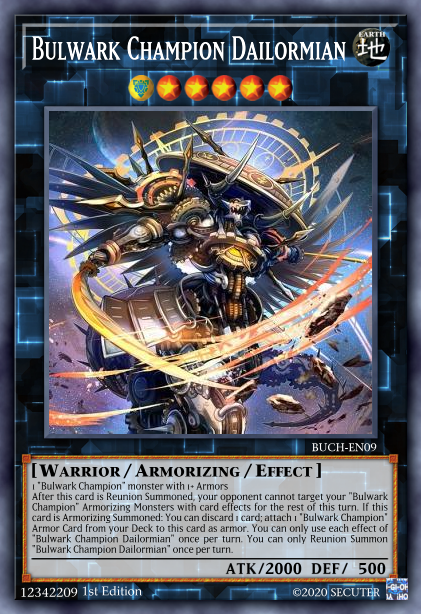 Bulwark Champion Dailormian
EARTH
地
BUCH-EN09
[Warrior / Armorizing / Effect]
1 "Bulwark Champion" monster with 1+ Armors
After this card is Reunion Summoned, your opponent cannot target your "Bulwark
Champion" Armorizing Monsters with card effects for the rest of this turn. If this
card is Armorizing Summoned: You can discard 1 card; attach 1 "Bulwark Champion"
Armor Card from your Deck to this card as armor. You can only use each effect of
"Bulwark Champion Dailormian" once per turn. You can only Reunion Summon
"Bulwark Champion Dailormian" once per turn.
ATK/2000 DEF/ 500
12342209 1st Edition ©2020 SECUTER